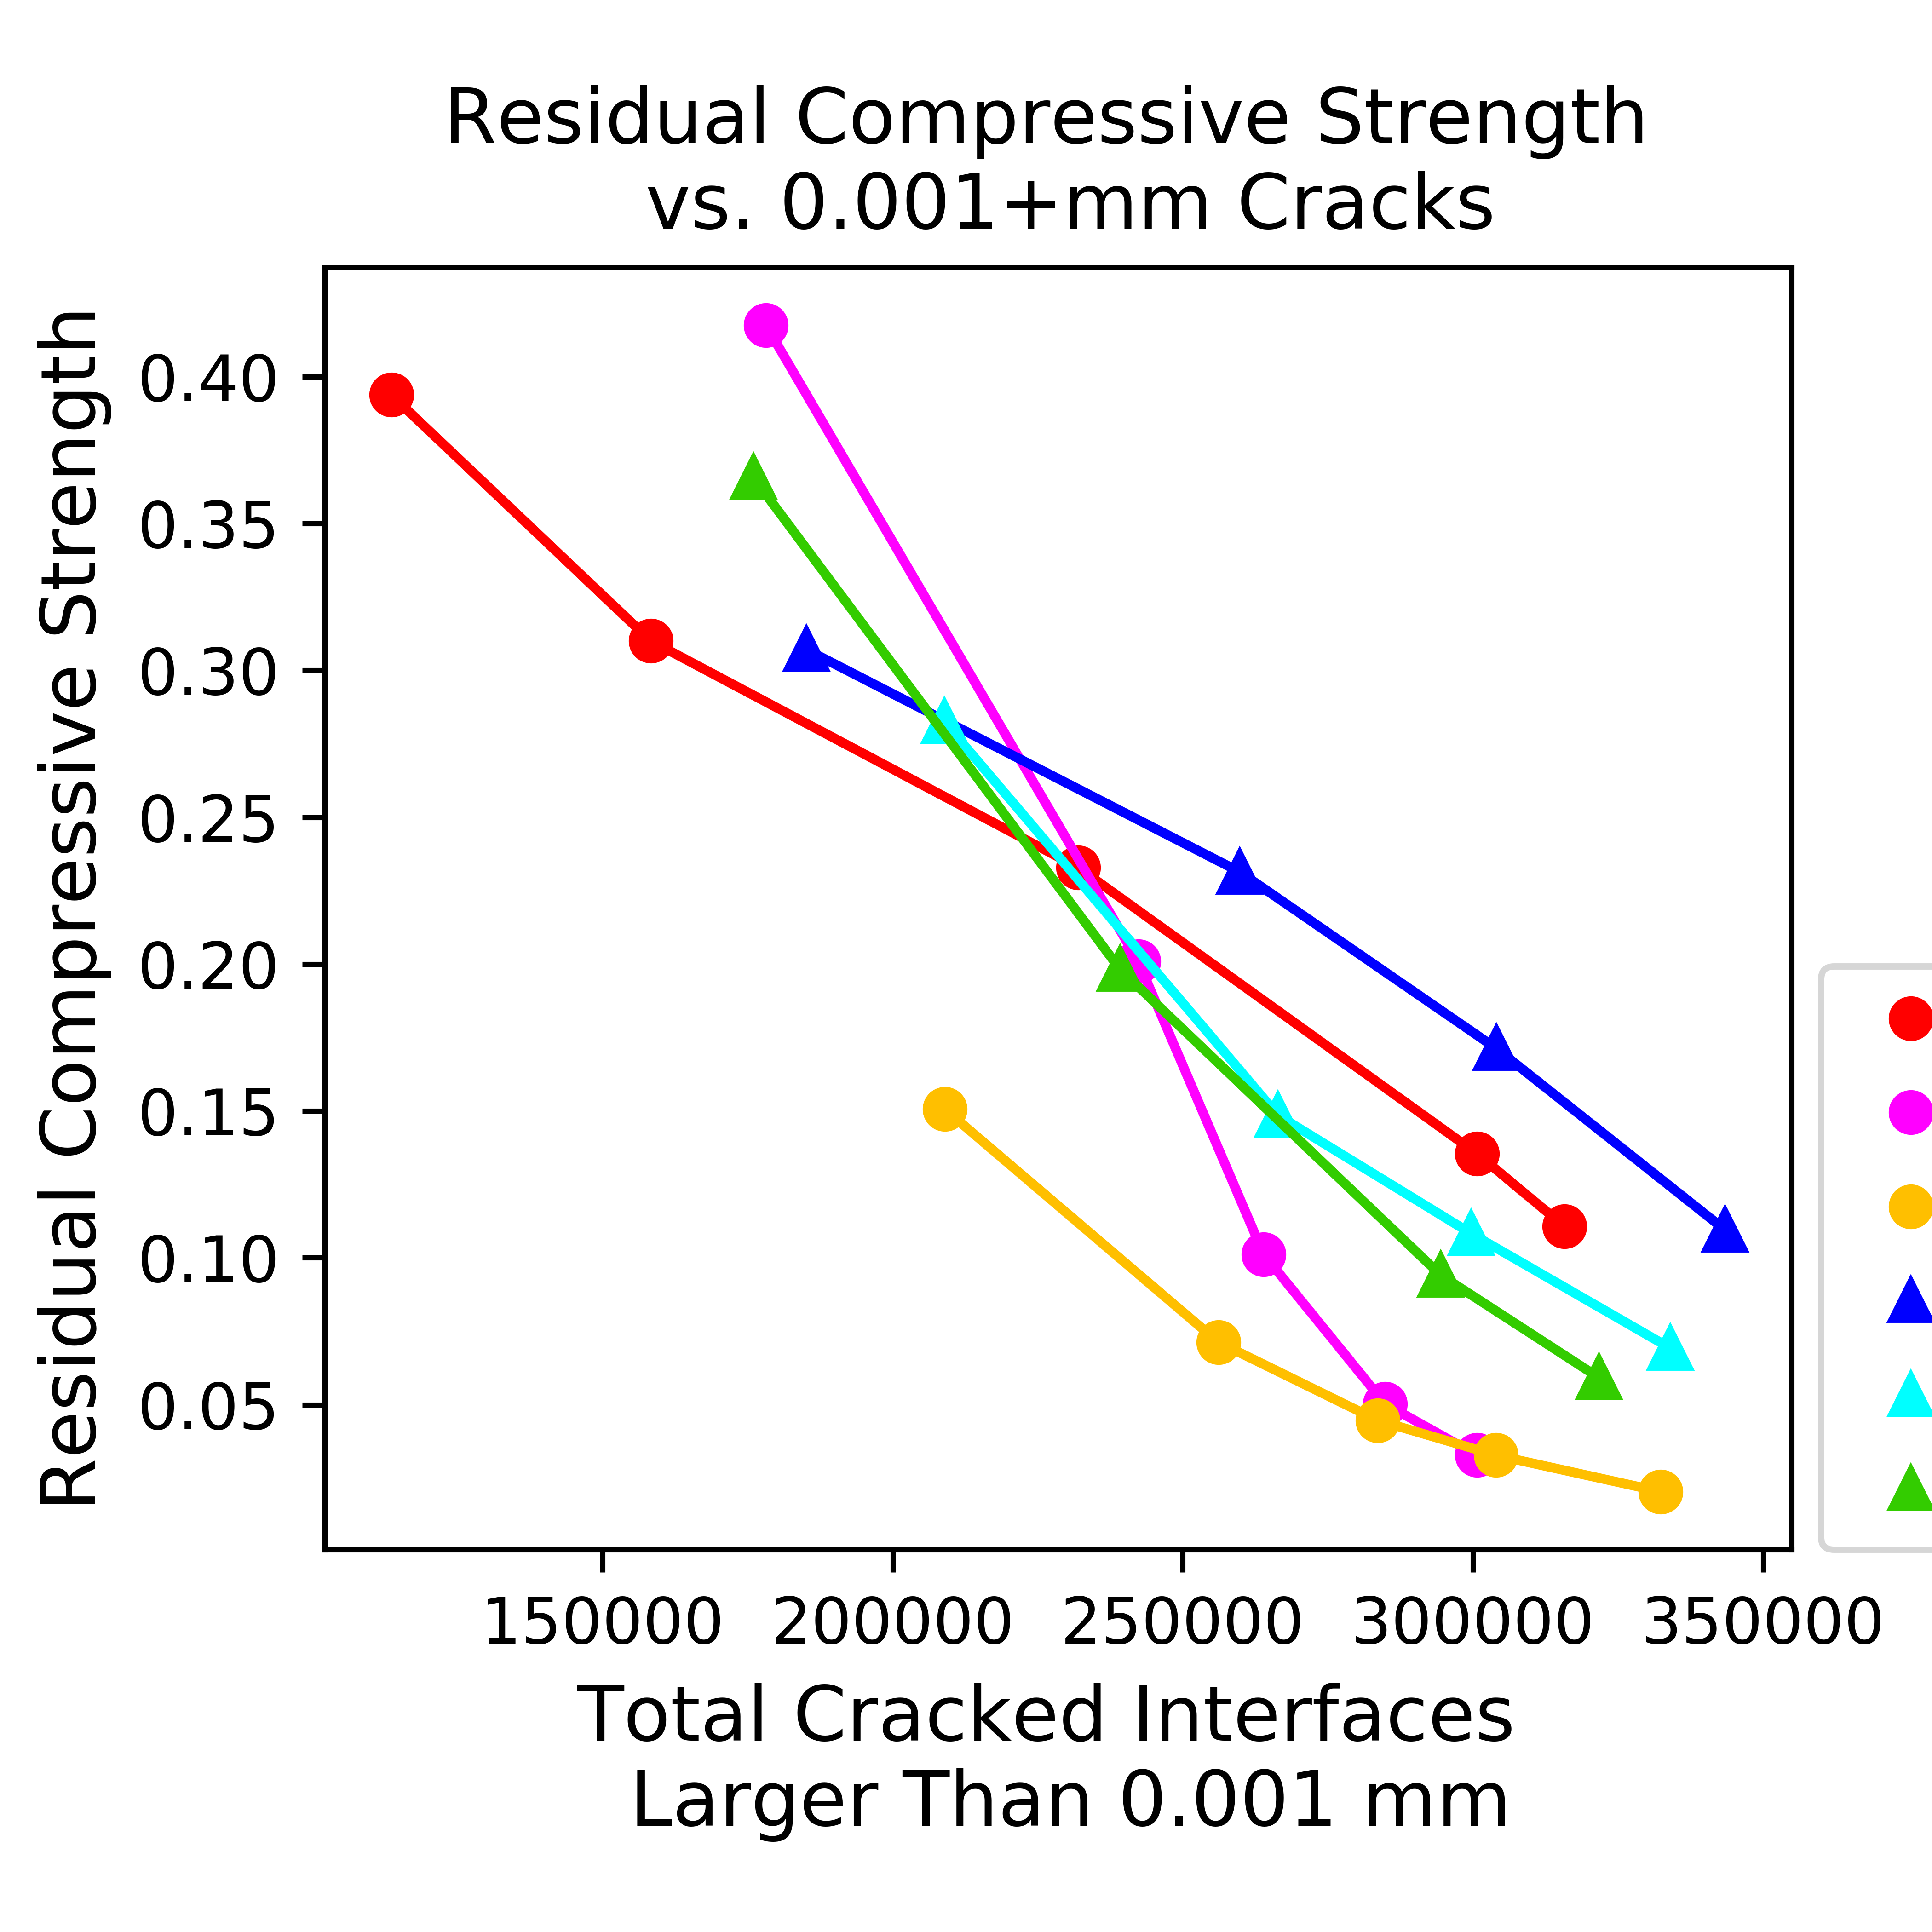 Residual Compressive Strength
vs. 0.001+mm Cracks
Residual Compressive Strength
0.40
0.35
0.30
0.25
0.20
0.15
0.10
0.05
150000 200000 250000 300000 350000
Total Cracked Interfaces
Larger Than 0.001 mm